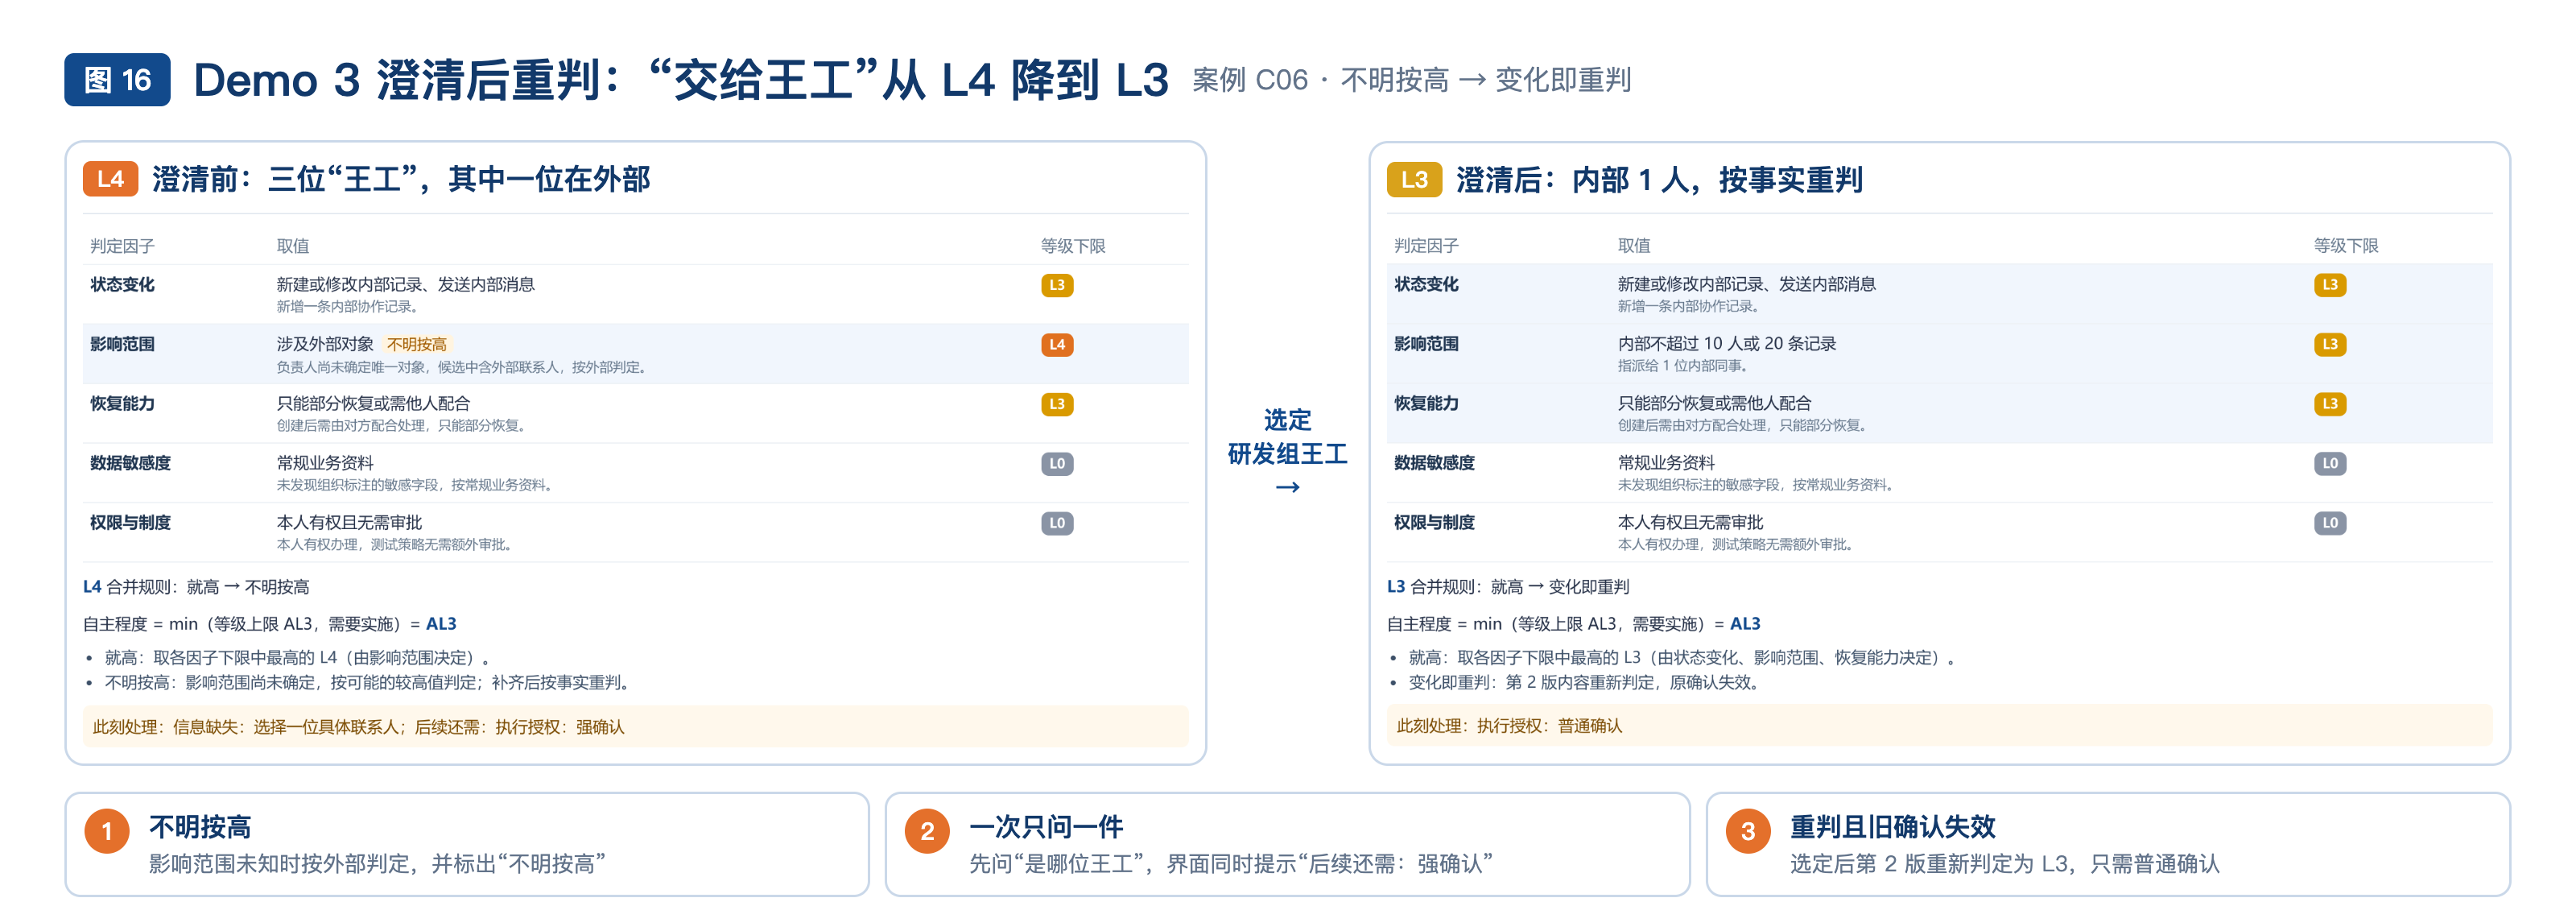 图 16 Demo 3 澄清后重判：“交给王工”从 L4 降到 L3 案例 C06 · 不明按高 → 变化即重判
L4 澄清前：三位“王工”，其中一位在外部
判定因子 取值 等级下限
状态变化 新建或修改内部记录、发送内部消息 L3
新增一条内部协作记录。
影响范围 涉及外部对象 不明按高 L4
负责人尚未确定唯一对象，候选中含外部联系人，按外部判定。
恢复能力 只能部分恢复或需他人配合 L3
创建后需由对方配合处理，只能部分恢复。
数据敏感度 常规业务资料 L0
未发现组织标注的敏感字段，按常规业务资料。
权限与制度 本人有权且无需审批 L0
本人有权办理，测试策略无需额外审批。
L4 合并规则：就高 → 不明按高
自主程度 = min（等级上限 AL3，需要实施）= AL3
• 就高：取各因子下限中最高的 L4（由影响范围决定）。
• 不明按高：影响范围尚未确定，按可能的较高值判定；补齐后按事实重判。
此刻处理：信息缺失：选择一位具体联系人；后续还需：执行授权：强确认
选定
研发组王工
→
L3 澄清后：内部 1 人，按事实重判
判定因子 取值 等级下限
状态变化 新建或修改内部记录、发送内部消息 L3
新增一条内部协作记录。
影响范围 内部不超过 10 人或 20 条记录 L3
指派给 1 位内部同事。
恢复能力 只能部分恢复或需他人配合 L3
创建后需由对方配合处理，只能部分恢复。
数据敏感度 常规业务资料 L0
未发现组织标注的敏感字段，按常规业务资料。
权限与制度 本人有权且无需审批 L0
本人有权办理，测试策略无需额外审批。
L3 合并规则：就高 → 变化即重判
自主程度 = min（等级上限 AL3，需要实施）= AL3
• 就高：取各因子下限中最高的 L3（由状态变化、影响范围、恢复能力决定）。
• 变化即重判：第 2 版内容重新判定，原确认失效。
此刻处理：执行授权：普通确认
1 不明按高
影响范围未知时按外部判定，并标出“不明按高”
2 一次只问一件
先问“是哪位王工”，界面同时提示“后续还需：强确认”
3 重判且旧确认失效
选定后第 2 版重新判定为 L3，只需普通确认